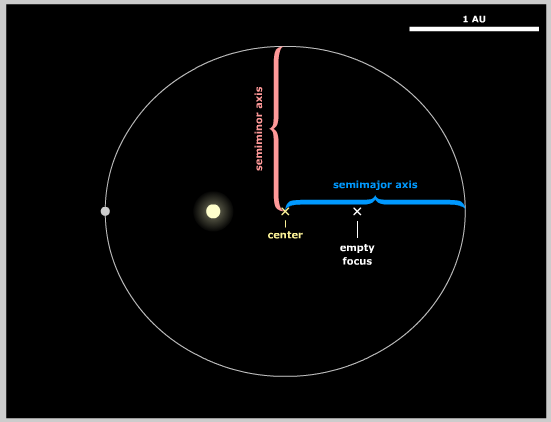 1 AU
semiminor axis
semimajor axis
center
empty
focus